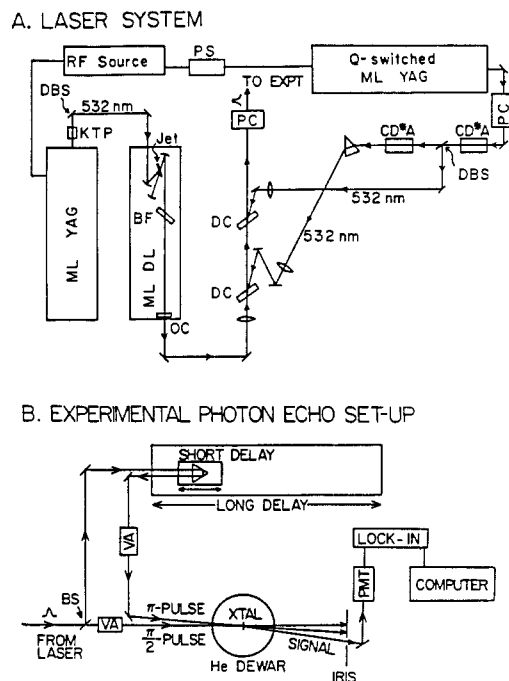 A. LASER SYSTEM
RF Source
PS
Q-switched
ML YAG
TO EXPT
DBS
532 nm
PC
PC
KTP
Jet
CD*A
CD*A
DBS
532 nm
BF
DC
532 nm
ML YAG
ML DL
DC
OC
B. EXPERIMENTAL PHOTON ECHO SET-UP
SHORT DELAY
LONG DELAY
VA
LOCK-IN
PMT
COMPUTER
BS
π-PULSE
XTAL
FROM
LASER
VA
π/2-PULSE
SIGNAL
He DEWAR
IRIS